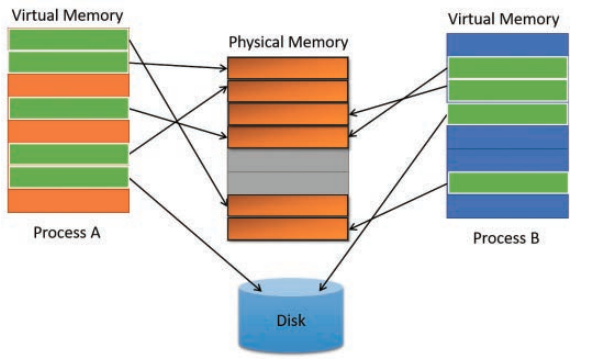 Virtual Memory
Physical Memory
Virtual Memory
Process A
Process B
Disk